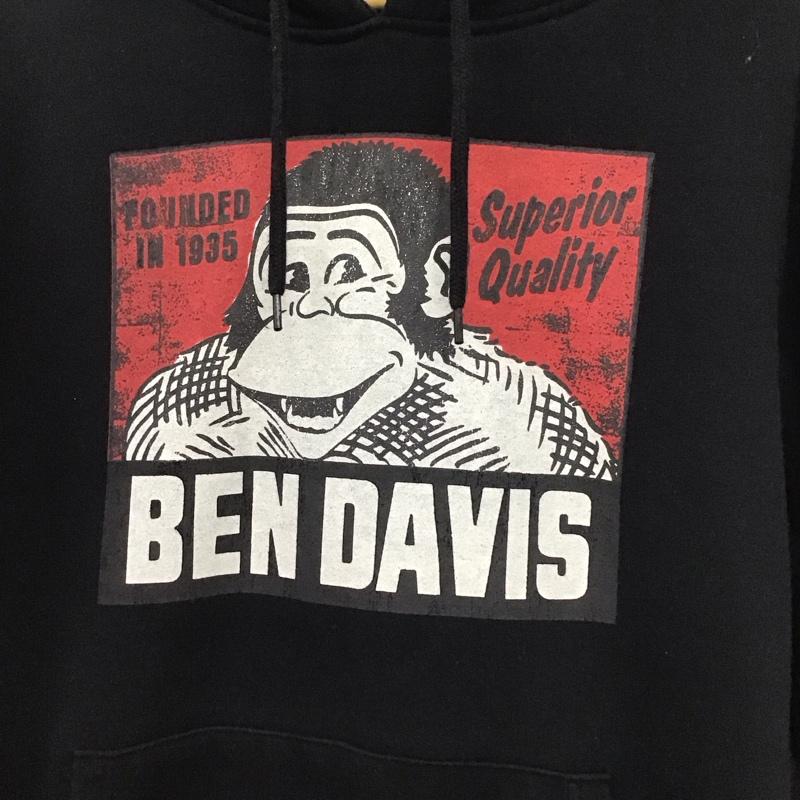 FOUNDED
IN 1935
Superior
Quality
BEN DAVIS